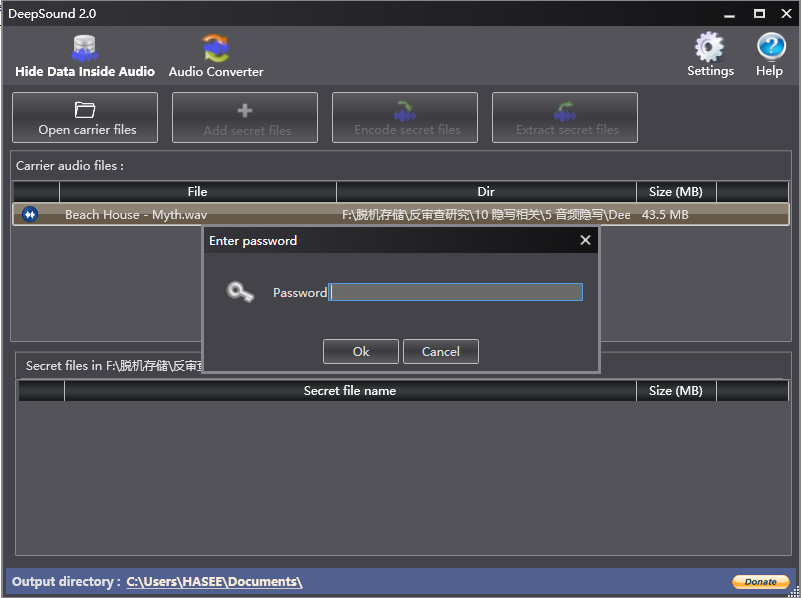 DeepSound 2.0
Hide Data Inside Audio Audio Converter Settings Help
Open carrier files Add secret files Encode secret files Extract secret files
Carrier audio files :
File Dir Size (MB)
Beach House - Myth.wav F:\脱机存储\反审查研究\10 隐写相关\5 音频隐写\Dee 43.5 MB
Enter password
Password
Ok Cancel
Secret files in F:\脱机存储\反审查
Secret file name Size (MB)
Output directory : C:\Users\HASEE\Documents\ Donate